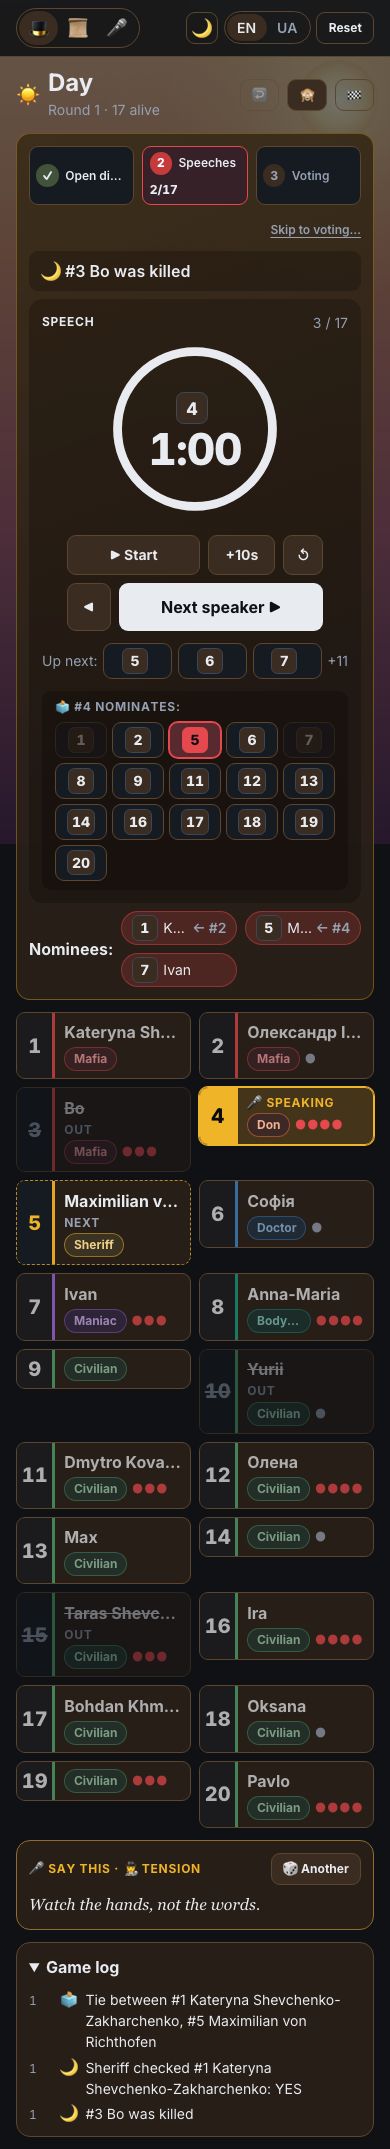 EN UA Reset
Day
Round 1 · 17 alive
Open di...
2 Speeches
2/17
3 Voting
Skip to voting...
#3 Bo was killed
SPEECH 3 / 17
4
1:00
Start +10s
Next speaker
Up next: 5 6 7 +11
#4 NOMINATES:
1 2 5 6 7
8 9 11 12 13
14 16 17 18 19
20
Nominees:
1 K... ← #2
5 M... ← #4
7 Ivan
1 Kateryna Sh...
Mafia
2 Олександр І...
Mafia
3 Bo
OUT
Mafia
4 SPEAKING
Don
5 Maximilian v...
NEXT
Sheriff
6 Софія
Doctor
7 Ivan
Maniac
8 Anna-Maria
Body...
9 Civilian
10 Yurii
OUT
Civilian
11 Dmytro Kova...
Civilian
12 Олена
Civilian
13 Max
Civilian
14 Civilian
15 Taras Shevc...
OUT
Civilian
16 Ira
Civilian
17 Bohdan Khm...
Civilian
18 Oksana
Civilian
19 Civilian
20 Pavlo
Civilian
SAY THIS · TENSION
Another
Watch the hands, not the words.
Game log
1 Tie between #1 Kateryna Shevchenko-
Zakharchenko, #5 Maximilian von
Richthofen
1 Sheriff checked #1 Kateryna
Shevchenko-Zakharchenko: YES
1 #3 Bo was killed